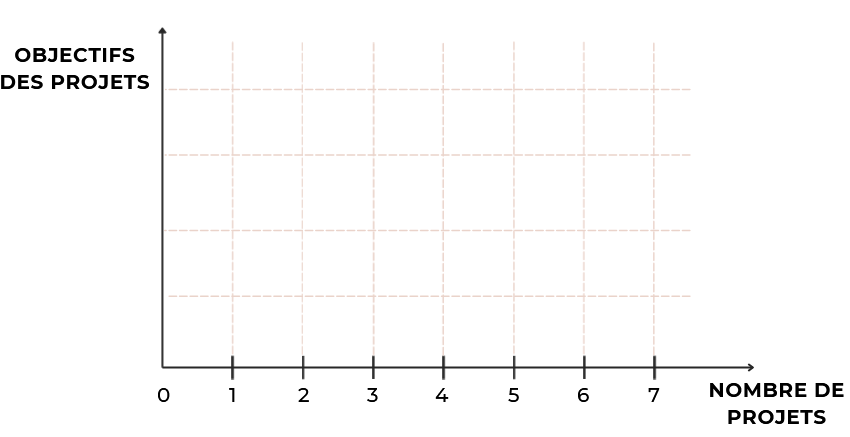 OBJECTIFS
DES PROJETS
0 1 2 3 4 5 6 7
NOMBRE DE
PROJETS